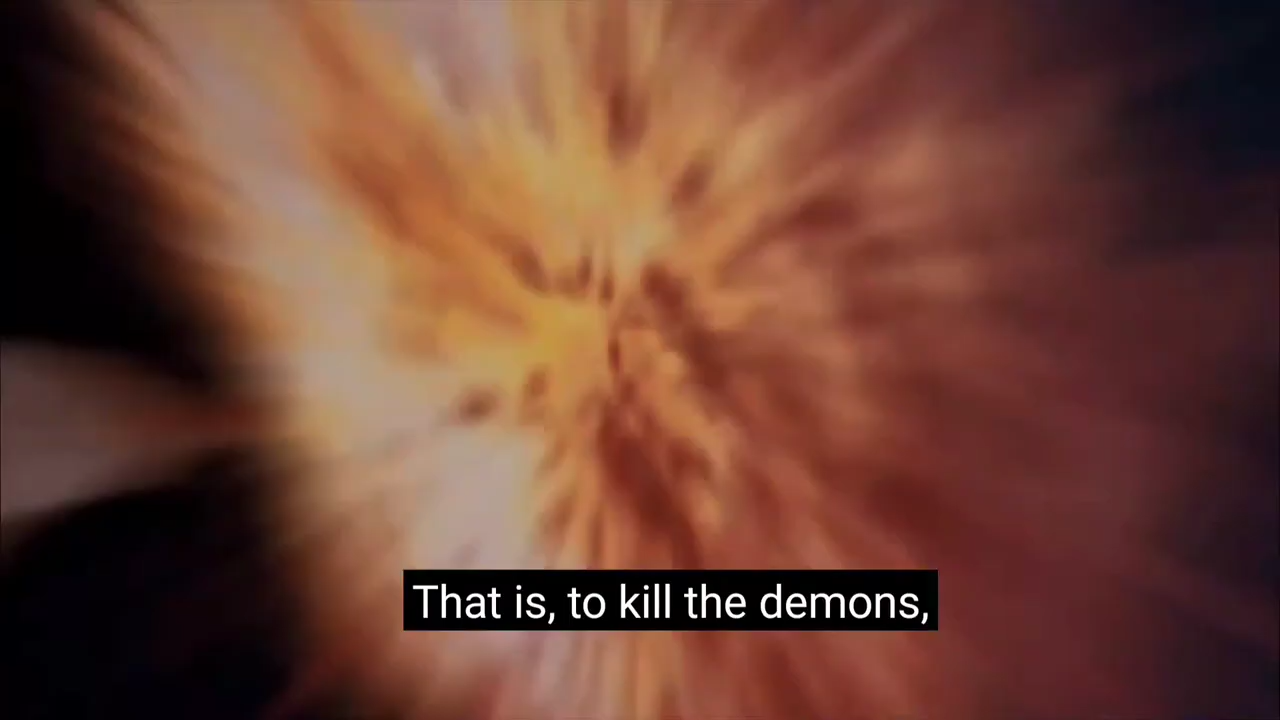 That is, to kill the demons,